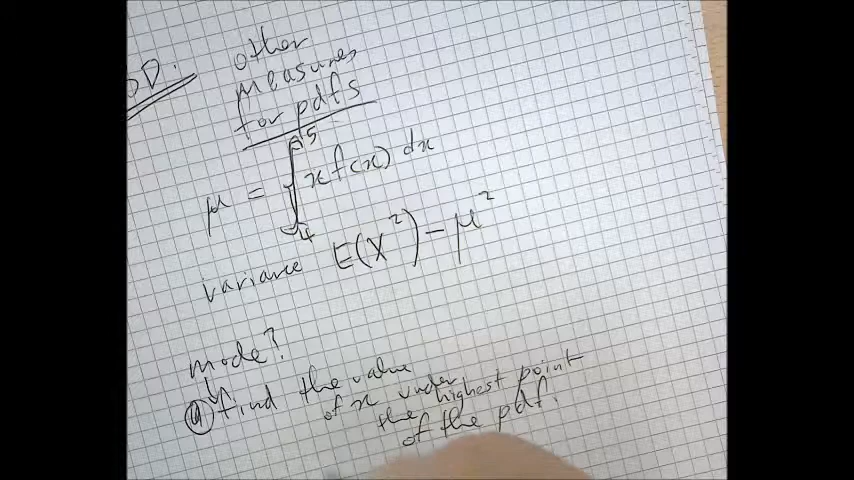 D.
other
measures
for pdfs
μ = ∫₄⁵ x f(x) dx
variance E(X²) - μ²
mode?
find the value
of x under
the highest point
of the pdf.